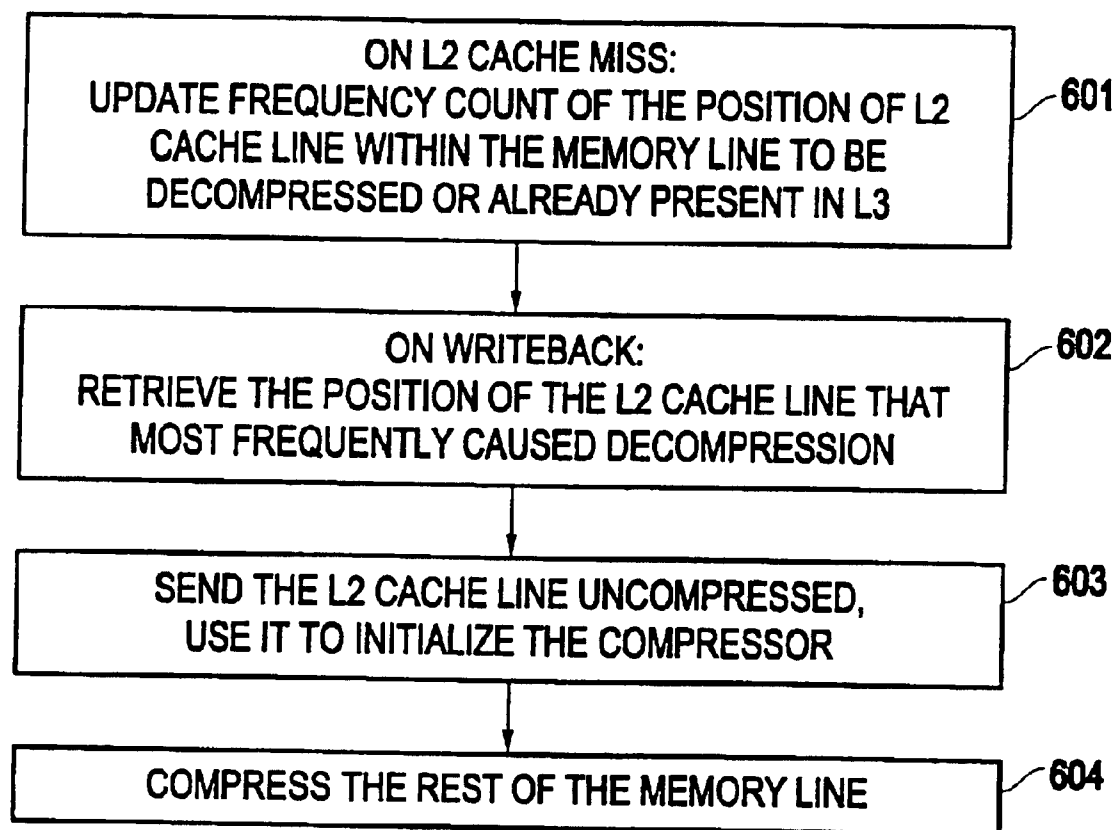 ON L2 CACHE MISS:
UPDATE FREQUENCY COUNT OF THE POSITION OF L2
CACHE LINE WITHIN THE MEMORY LINE TO BE
DECOMPRESSED OR ALREADY PRESENT IN L3
601
ON WRITEBACK:
RETRIEVE THE POSITION OF THE L2 CACHE LINE THAT
MOST FREQUENTLY CAUSED DECOMPRESSION
602
SEND THE L2 CACHE LINE UNCOMPRESSED,
USE IT TO INITIALIZE THE COMPRESSOR
603
COMPRESS THE REST OF THE MEMORY LINE
604